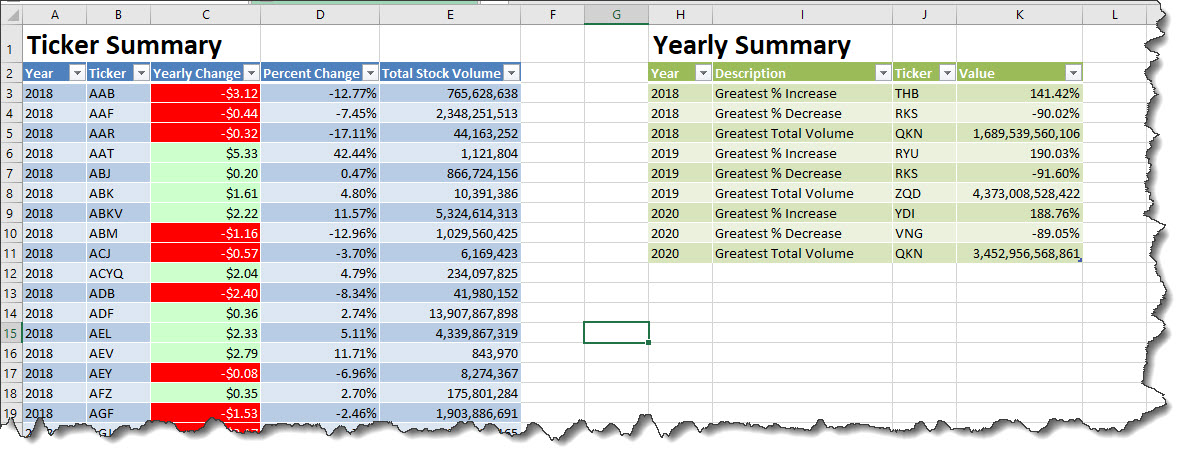 A B C D E F G H I J K L
1 Ticker Summary Yearly Summary
2 Year Ticker Yearly Change Percent Change Total Stock Volume Year Description Ticker Value
3 2018 AAB -$3.12 -12.77% 765,628,638 2018 Greatest % Increase THB 141.42%
4 2018 AAF -$0.44 -7.45% 2,348,251,513 2018 Greatest % Decrease RKS -90.02%
5 2018 AAR -$0.32 -17.11% 44,163,252 2018 Greatest Total Volume QKN 1,689,539,560,106
6 2018 AAT $5.33 42.44% 1,121,804 2019 Greatest % Increase RYU 190.03%
7 2018 ABJ $0.20 0.47% 866,724,156 2019 Greatest % Decrease RKS -91.60%
8 2018 ABK $1.61 4.80% 10,391,386 2019 Greatest Total Volume ZQD 4,373,008,528,422
9 2018 ABKV $2.22 11.57% 5,324,614,313 2020 Greatest % Increase YDI 188.76%
10 2018 ABM -$1.16 -12.96% 1,029,560,425 2020 Greatest % Decrease VNG -89.05%
11 2018 ACJ -$0.57 -3.70% 6,169,423 2020 Greatest Total Volume QKN 3,452,956,568,861
12 2018 ACYQ $2.04 4.79% 234,097,825
13 2018 ADB -$2.40 -8.34% 41,980,152
14 2018 ADF $0.36 2.74% 13,907,867,898
15 2018 AEL $2.33 5.11% 4,339,867,319
16 2018 AEV $2.79 11.71% 843,970
17 2018 AEY -$0.08 -6.96% 8,274,367
18 2018 AFZ $0.35 2.70% 175,801,284
19 2018 AGF -$1.53 -2.46% 1,903,886,691